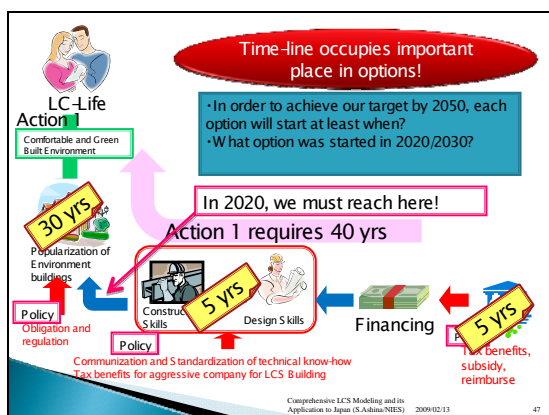 Time-line occupies important
place in options!
LC-Life
Action 1
Comfortable and Green
Built Environment
•In order to achieve our target by 2050, each
option will start at least when?
•What option was started in 2020/2030?
30 yrs
In 2020, we must reach here!
Action 1 requires 40 yrs
Popularization of
Environment
buildings
Policy
Obligation and
regulation
5 yrs
Skills
Design Skills
Policy
Communization and Standardization of technical know-how
Tax benefits for aggressive company for LCS Building
Financing
5 yrs
Tax benefits,
subsidy,
reimburse
Comprehensive LCS Modeling and its
Application to Japan (S.Ashina/NIES)
2009/02/13
47